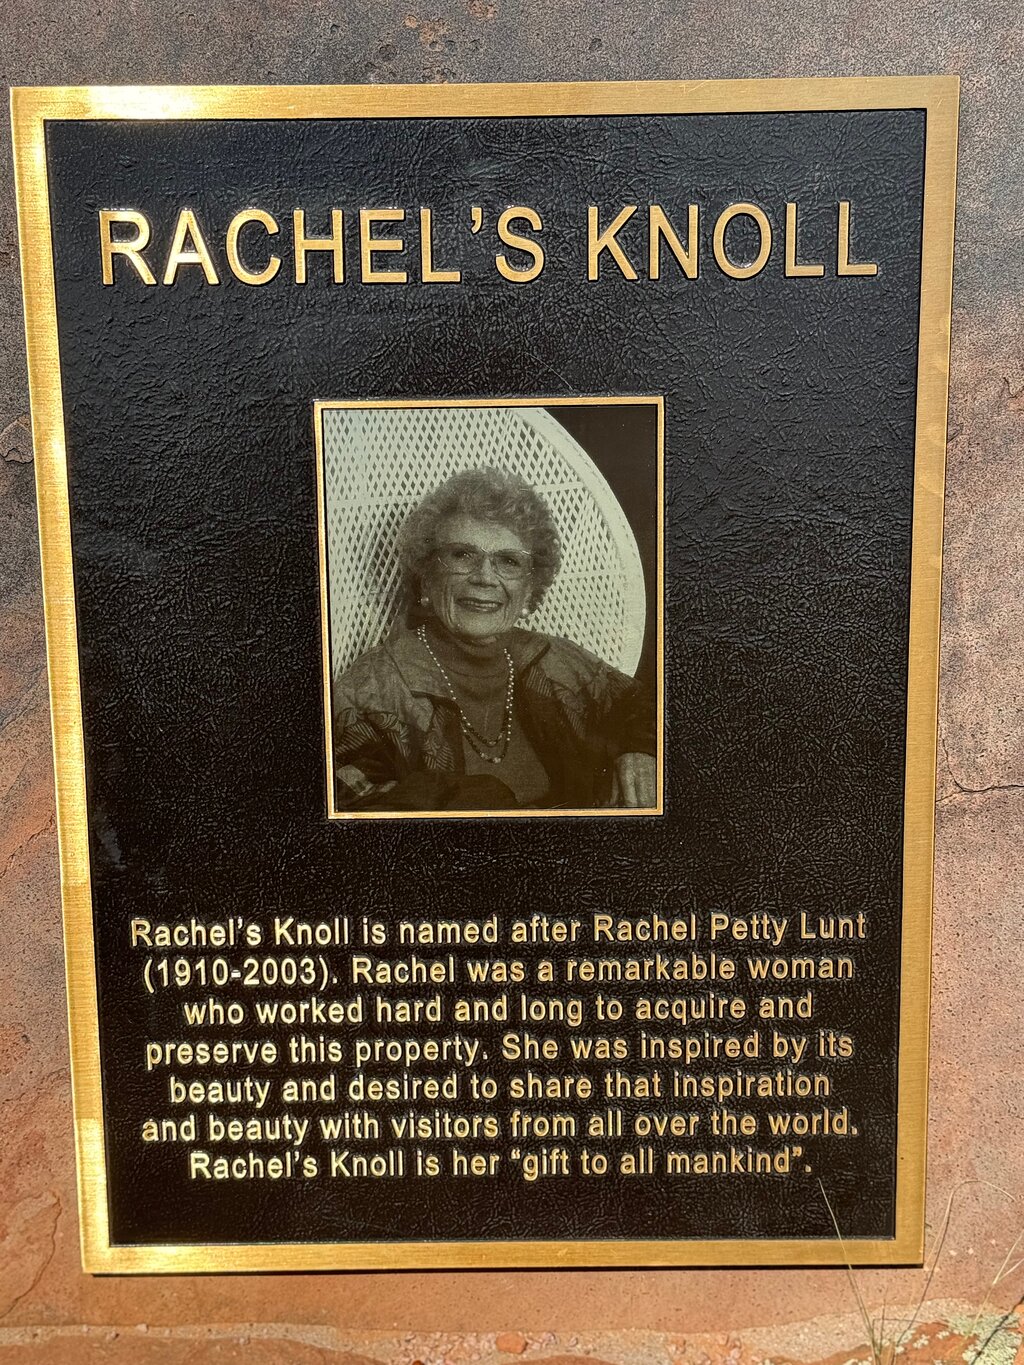 RACHEL'S KNOLL
Rachel's Knoll is named after Rachel Petty Lunt
(1910-2003). Rachel was a remarkable woman
who worked hard and long to acquire and
preserve this property. She was inspired by its
beauty and desired to share that inspiration
and beauty with visitors from all over the world.
Rachel's Knoll is her “gift to all mankind”.